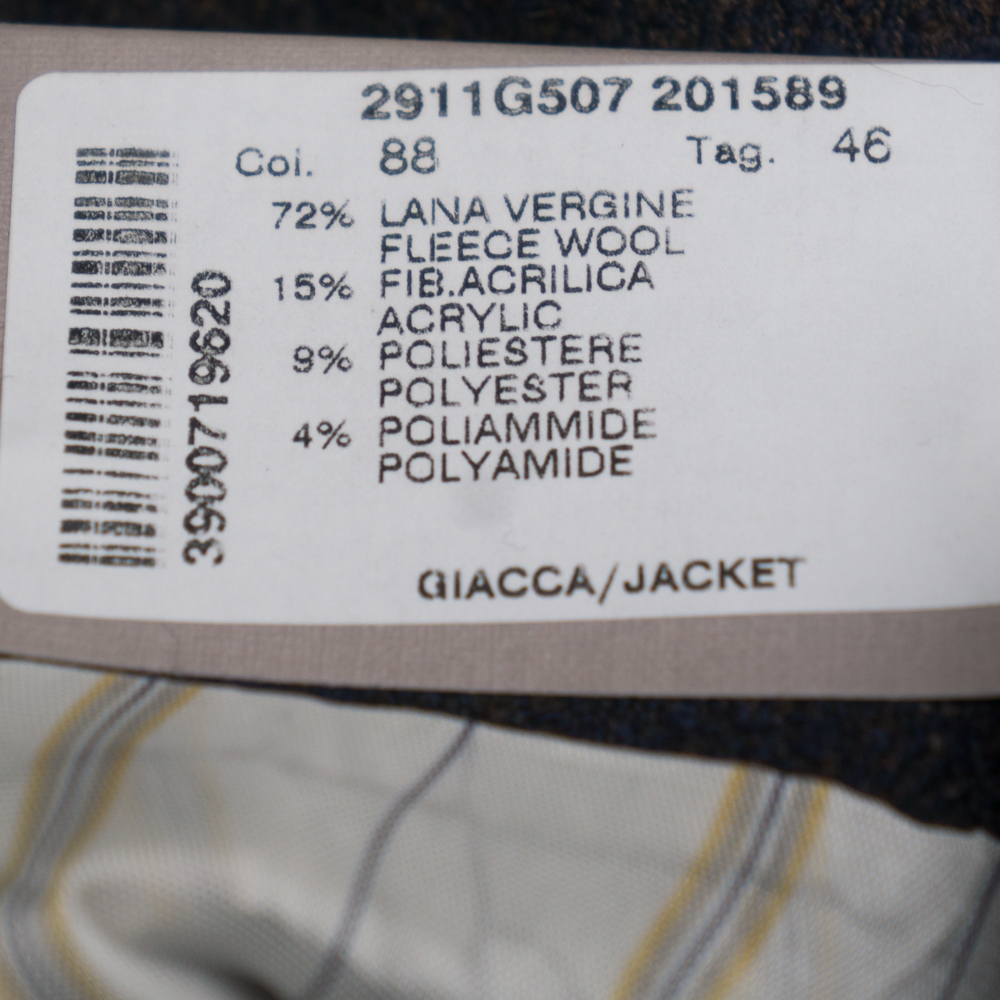 2911G507 201589
Col. 88 Tag. 46
72% LANA VERGINE
FLEECE WOOL
15% FIB.ACRILICA
ACRYLIC
9% POLIESTERE
POLYESTER
4% POLIAMMIDE
POLYAMIDE
GIACCA/JACKET
3900719620